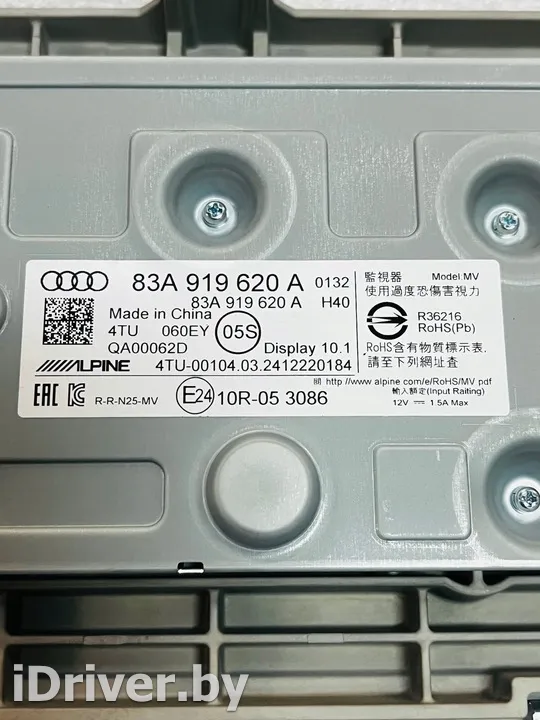 83A 919 620 A 0132
83A 919 620 A H40
Made in China
4TU 060EY 05S
QA00062D Display 10.1
ALPINE 4TU-00104.03.2412220184
EAC R-R-N25-MV E24 10R-05 3086
監視器 Model:MV
使用過度恐傷害視力
R36216
RoHS(Pb)
RoHS含有物質標示表.
請至下列網址查
閱 http://www.alpine.com/e/RoHS/MV pdf
輸入額定(Input Raiting)
12V ⎓ 1.5A Max
iDriver.by